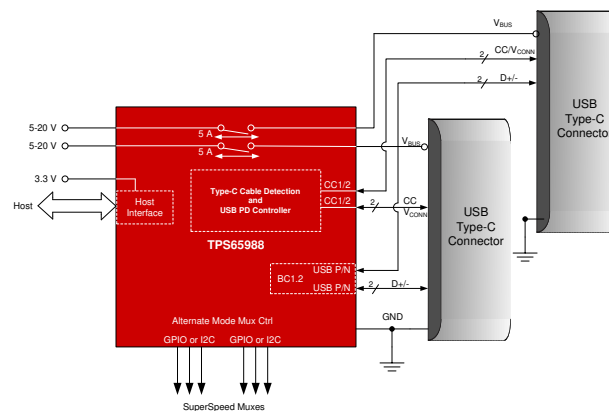 VBUS
2 CC/VCONN
2 D+/-
USB
Type-C
Connector
5-20 V
5 A
5-20 V
5 A
VBUS
3.3 V
Host
Host
Interface
Type-C Cable Detection
and
USB PD Controller
CC1/2
CC1/2
2 CC
VCONN
USB
Type-C
Connector
TPS65988
BC1.2
USB P/N
USB P/N
2 D+/-
GND
Alternate Mode Mux Ctrl
GPIO or I2C GPIO or I2C
SuperSpeed Muxes